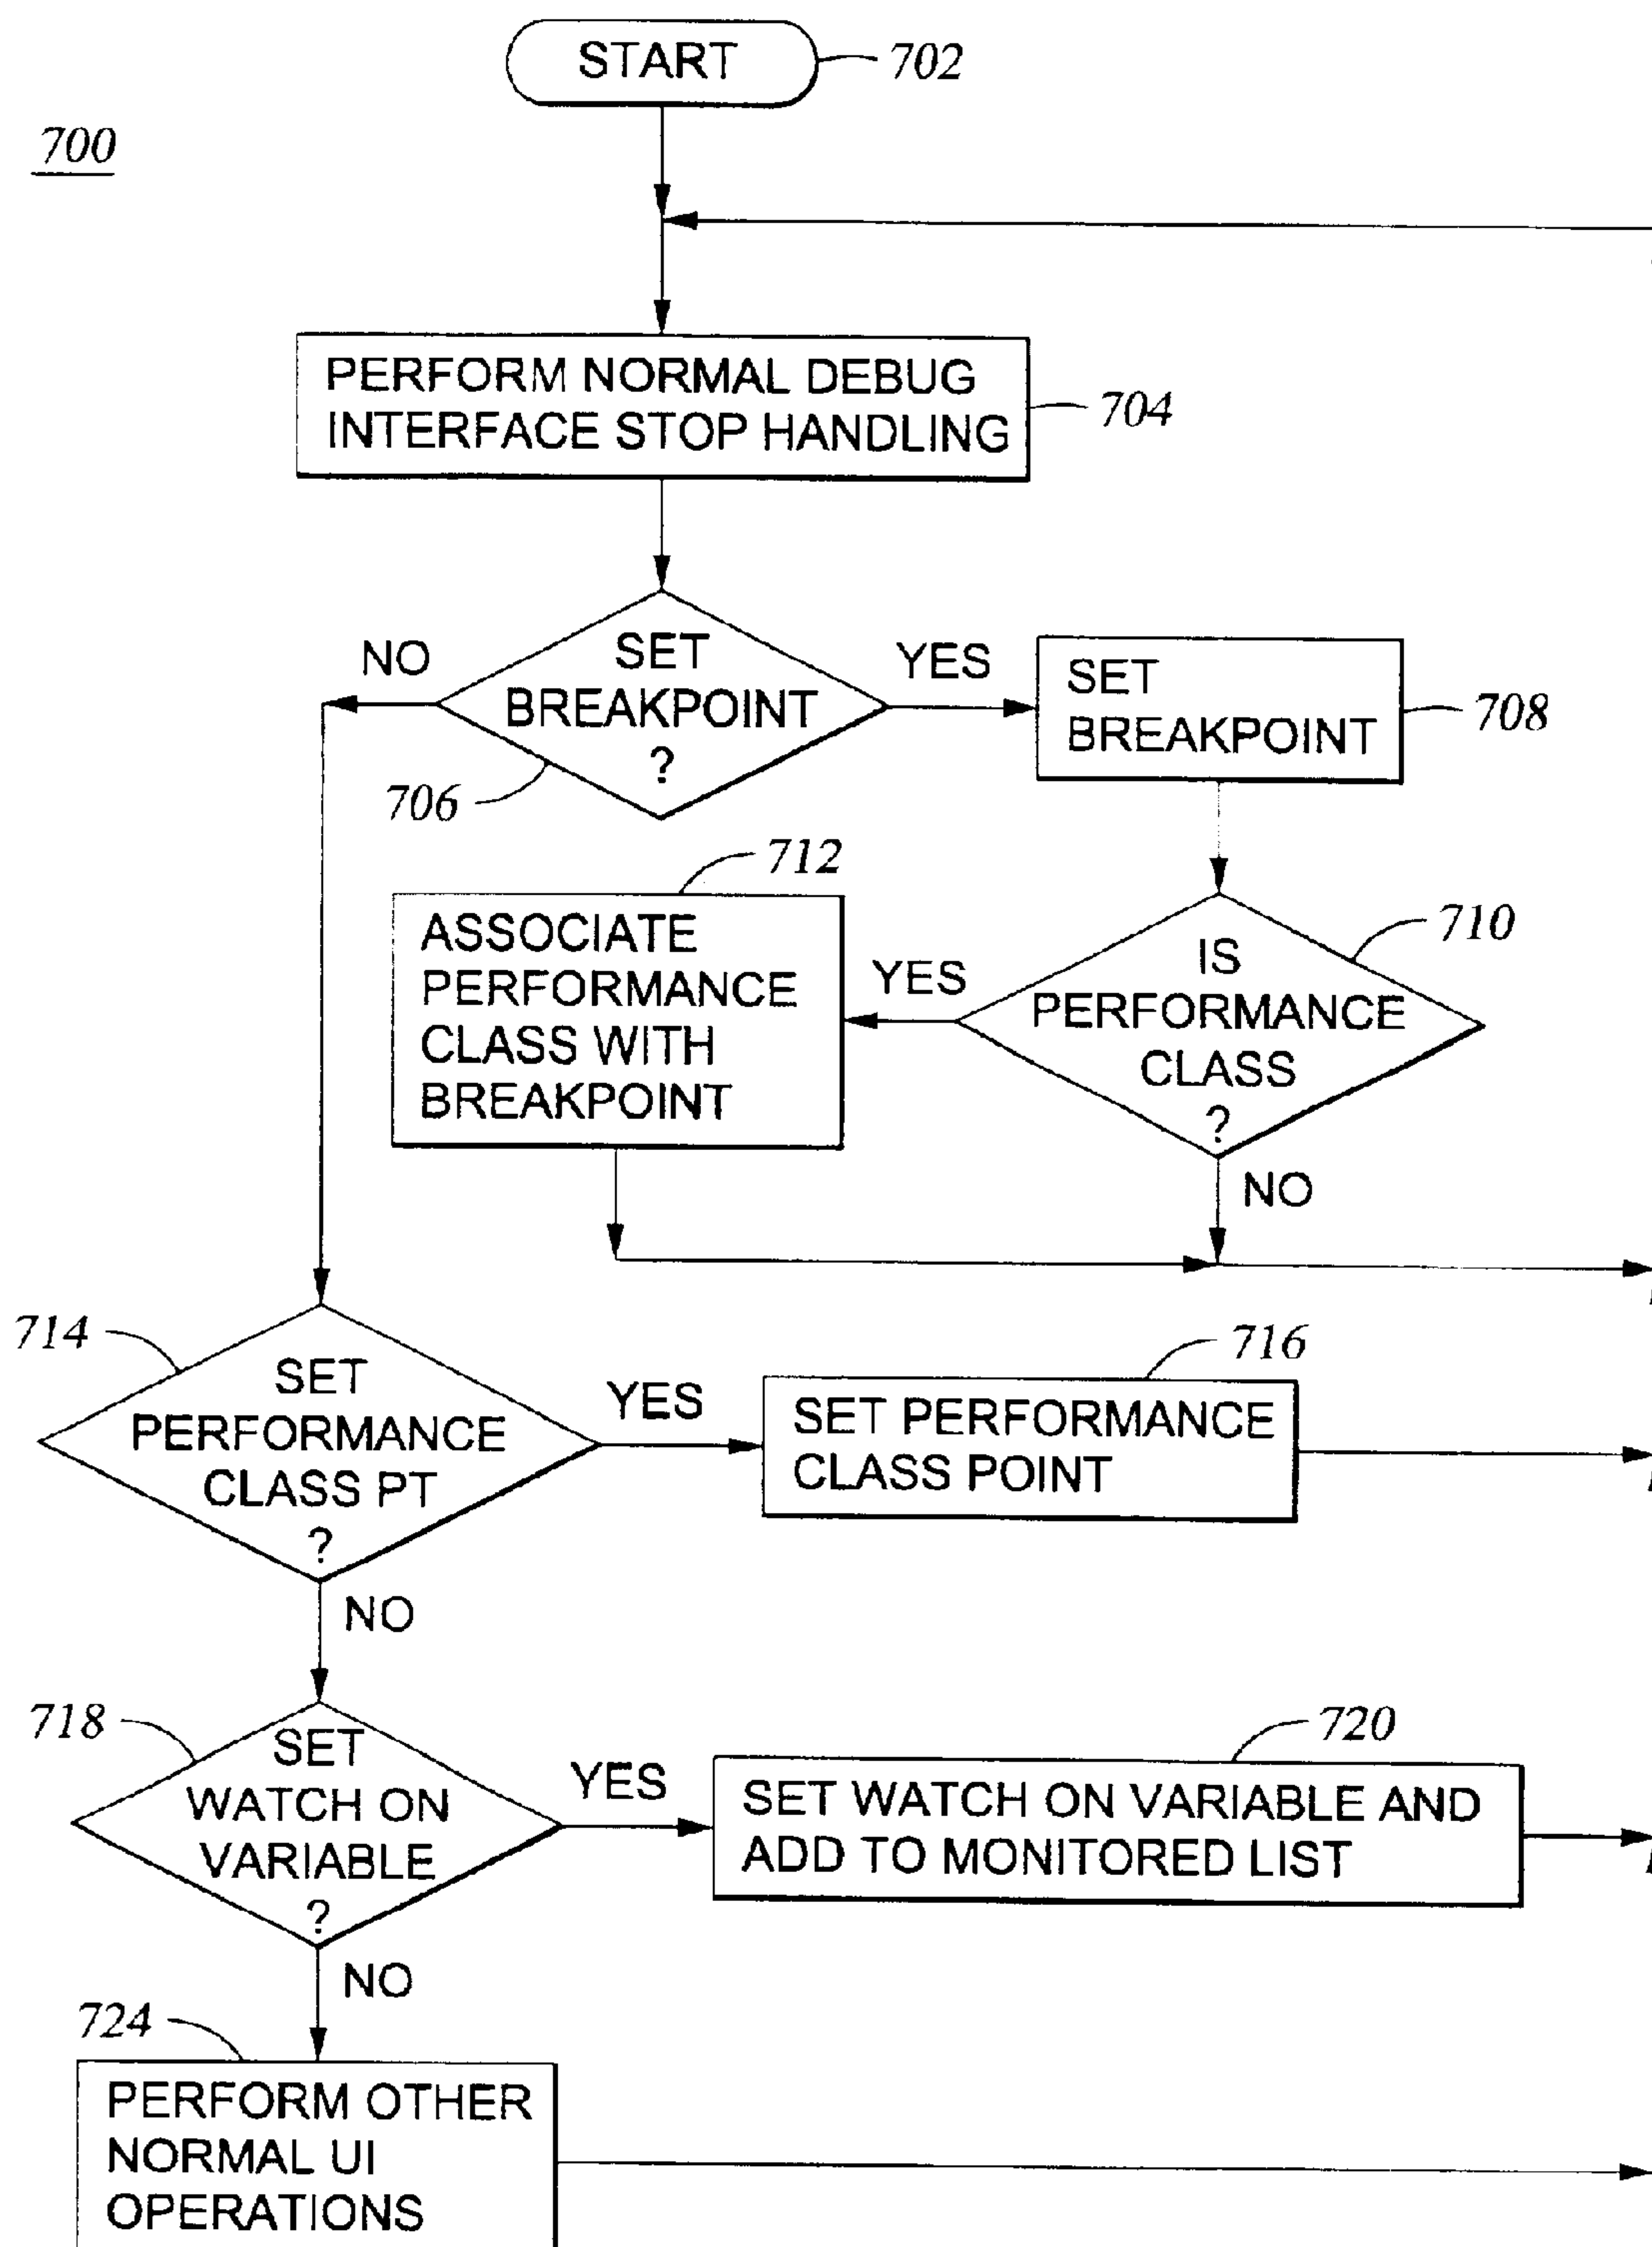 START
702
700
PERFORM NORMAL DEBUG
INTERFACE STOP HANDLING
704
NO
SET
BREAKPOINT
?
YES
706
SET
BREAKPOINT
708
712
ASSOCIATE
PERFORMANCE
CLASS WITH
BREAKPOINT
YES
IS
PERFORMANCE
CLASS
?
710
NO
714
SET
PERFORMANCE
CLASS PT
?
YES
716
SET PERFORMANCE
CLASS POINT
NO
718
SET
WATCH ON
VARIABLE
?
YES
720
SET WATCH ON VARIABLE AND
ADD TO MONITORED LIST
NO
724
PERFORM OTHER
NORMAL UI
OPERATIONS